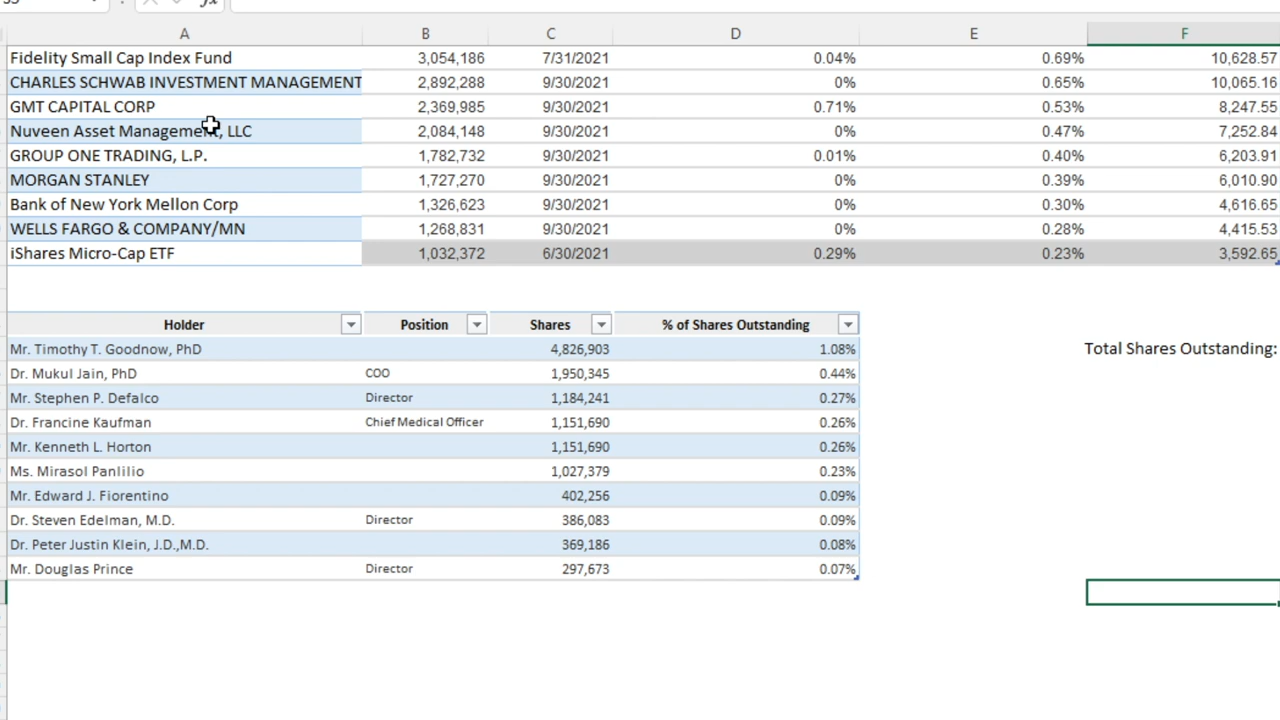 A B C D E F
Fidelity Small Cap Index Fund 3,054,186 7/31/2021 0.04% 0.69% 10,628.57
CHARLES SCHWAB INVESTMENT MANAGEMENT 2,892,288 9/30/2021 0% 0.65% 10,065.16
GMT CAPITAL CORP 2,369,985 9/30/2021 0.71% 0.53% 8,247.55
Nuveen Asset Management, LLC 2,084,148 9/30/2021 0% 0.47% 7,252.84
GROUP ONE TRADING, L.P. 1,782,732 9/30/2021 0.01% 0.40% 6,203.91
MORGAN STANLEY 1,727,270 9/30/2021 0% 0.39% 6,010.90
Bank of New York Mellon Corp 1,326,623 9/30/2021 0% 0.30% 4,616.65
WELLS FARGO & COMPANY/MN 1,268,831 9/30/2021 0% 0.28% 4,415.53
iShares Micro-Cap ETF 1,032,372 6/30/2021 0.29% 0.23% 3,592.65
Holder Position Shares % of Shares Outstanding
Mr. Timothy T. Goodnow, PhD 4,826,903 1.08% Total Shares Outstanding:
Dr. Mukul Jain, PhD COO 1,950,345 0.44%
Mr. Stephen P. Defalco Director 1,184,241 0.27%
Dr. Francine Kaufman Chief Medical Officer 1,151,690 0.26%
Mr. Kenneth L. Horton 1,151,690 0.26%
Ms. Mirasol Panlilio 1,027,379 0.23%
Mr. Edward J. Fiorentino 402,256 0.09%
Dr. Steven Edelman, M.D. Director 386,083 0.09%
Dr. Peter Justin Klein, J.D.,M.D. 369,186 0.08%
Mr. Douglas Prince Director 297,673 0.07%